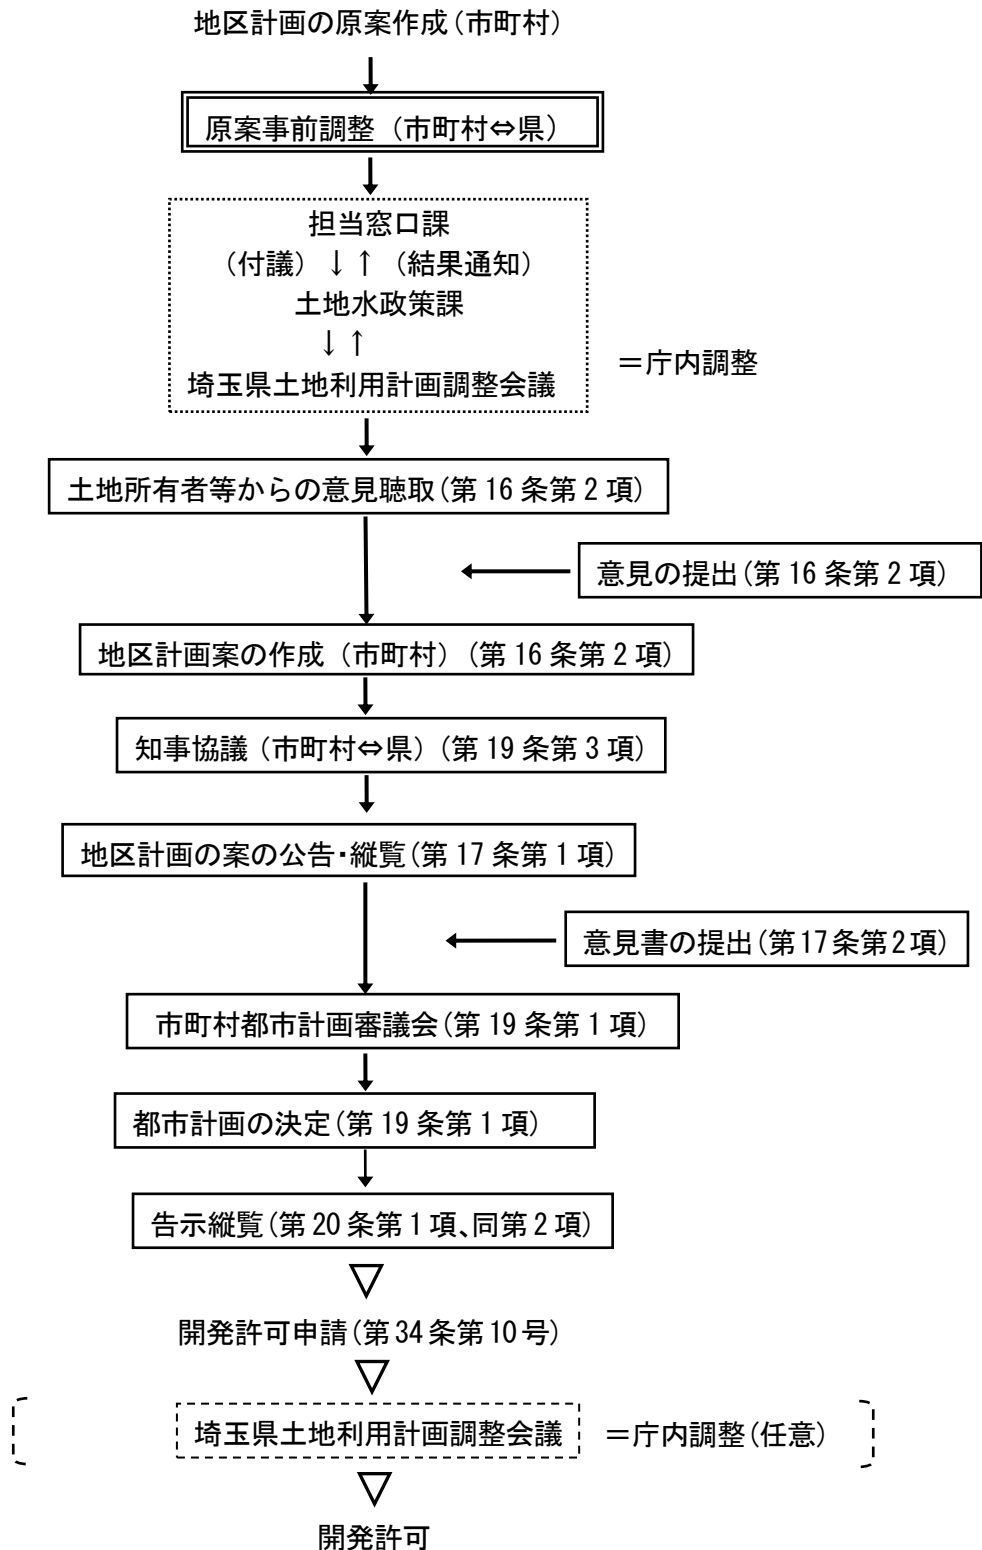 地区計画の原案作成(市町村)
原案事前調整（市町村⇔県）
担当窓口課
（付議）↓↑（結果通知）
土地水政策課
↓↑
＝庁内調整
埼玉県土地利用計画調整会議
土地所有者等からの意見聴取(第16条第2項)
意見の提出(第16条第2項)
地区計画案の作成（市町村）(第16条第2項)
知事協議（市町村⇔県）(第19条第3項)
地区計画の案の公告・縦覧(第17条第1項)
意見書の提出(第17条第2項)
市町村都市計画審議会(第19条第1項)
都市計画の決定(第19条第1項)
告示縦覧(第20条第1項、同第2項)
開発許可申請(第34条第10号)
埼玉県土地利用計画調整会議 ＝庁内調整(任意)
開発許可